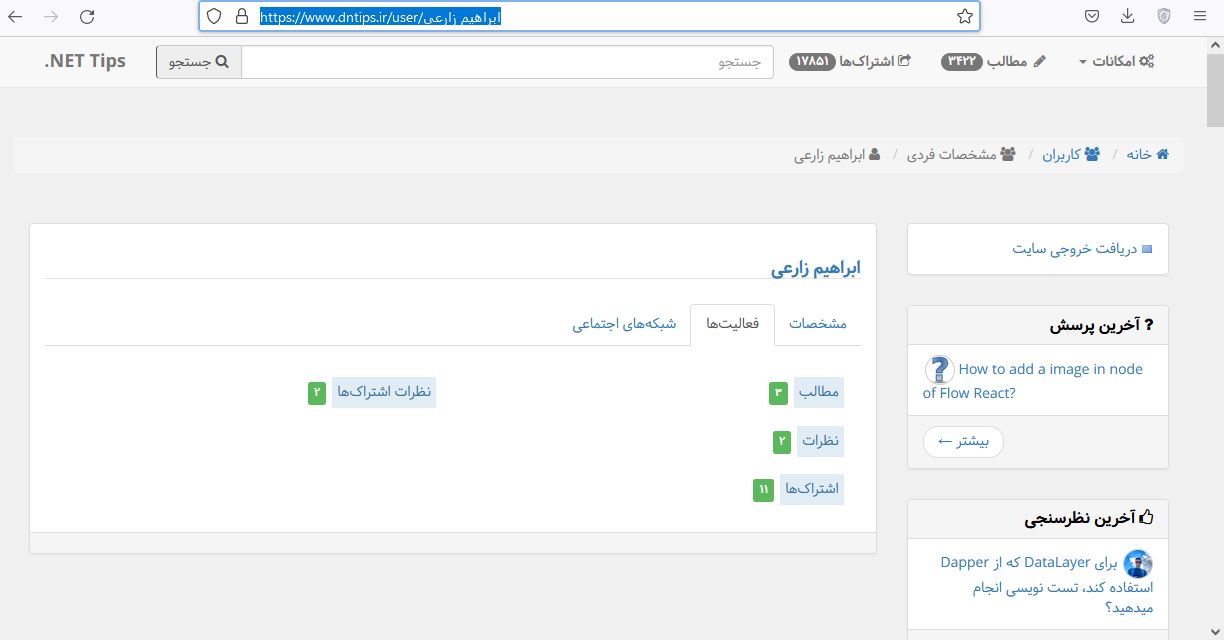 https://www.dntips.ir/user/ابراهیم زارعی
امکانات
مطالب ۳۴۲۲
اشتراک‌ها ۱۷۸۵۱
جستجو
جستجو
.NET Tips
خانه / کاربران / مشخصات فردی / ابراهیم زارعی
دریافت خروجی سایت
? آخرین پرسش
How to add a image in node
of Flow React?
بیشتر ←
آخرین نظرسنجی
برای DataLayer که از Dapper
استفاده کند، تست نویسی انجام
میدهید؟
ابراهیم زارعی
مشخصات فعالیت‌ها شبکه‌های اجتماعی
مطالب ۳
نظرات اشتراک‌ها ۲
نظرات ۲
اشتراک‌ها ۱۱